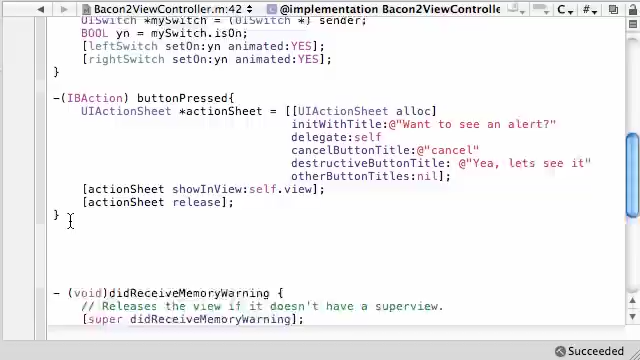 Bacon2ViewController.m:42
@implementation Bacon2ViewController
C
#
UISwitch *mySwitch = (UISwitch *) sender;
BOOL yn = mySwitch.isOn;
[leftSwitch setOn:yn animated:YES];
[rightSwitch setOn:yn animated:YES];
}
-(IBAction) buttonPressed{
UIActionSheet *actionSheet = [[UIActionSheet alloc]
initWithTitle:@"Want to see an alert?"
delegate:self
cancelButtonTitle:@"cancel"
destructiveButtonTitle: @"Yea, lets see it"
otherButtonTitles:nil];
[actionSheet showInView:self.view];
[actionSheet release];
}
- (void)didReceiveMemoryWarning {
// Releases the view if it doesn't have a superview.
[super didReceiveMemoryWarning];
Succeeded